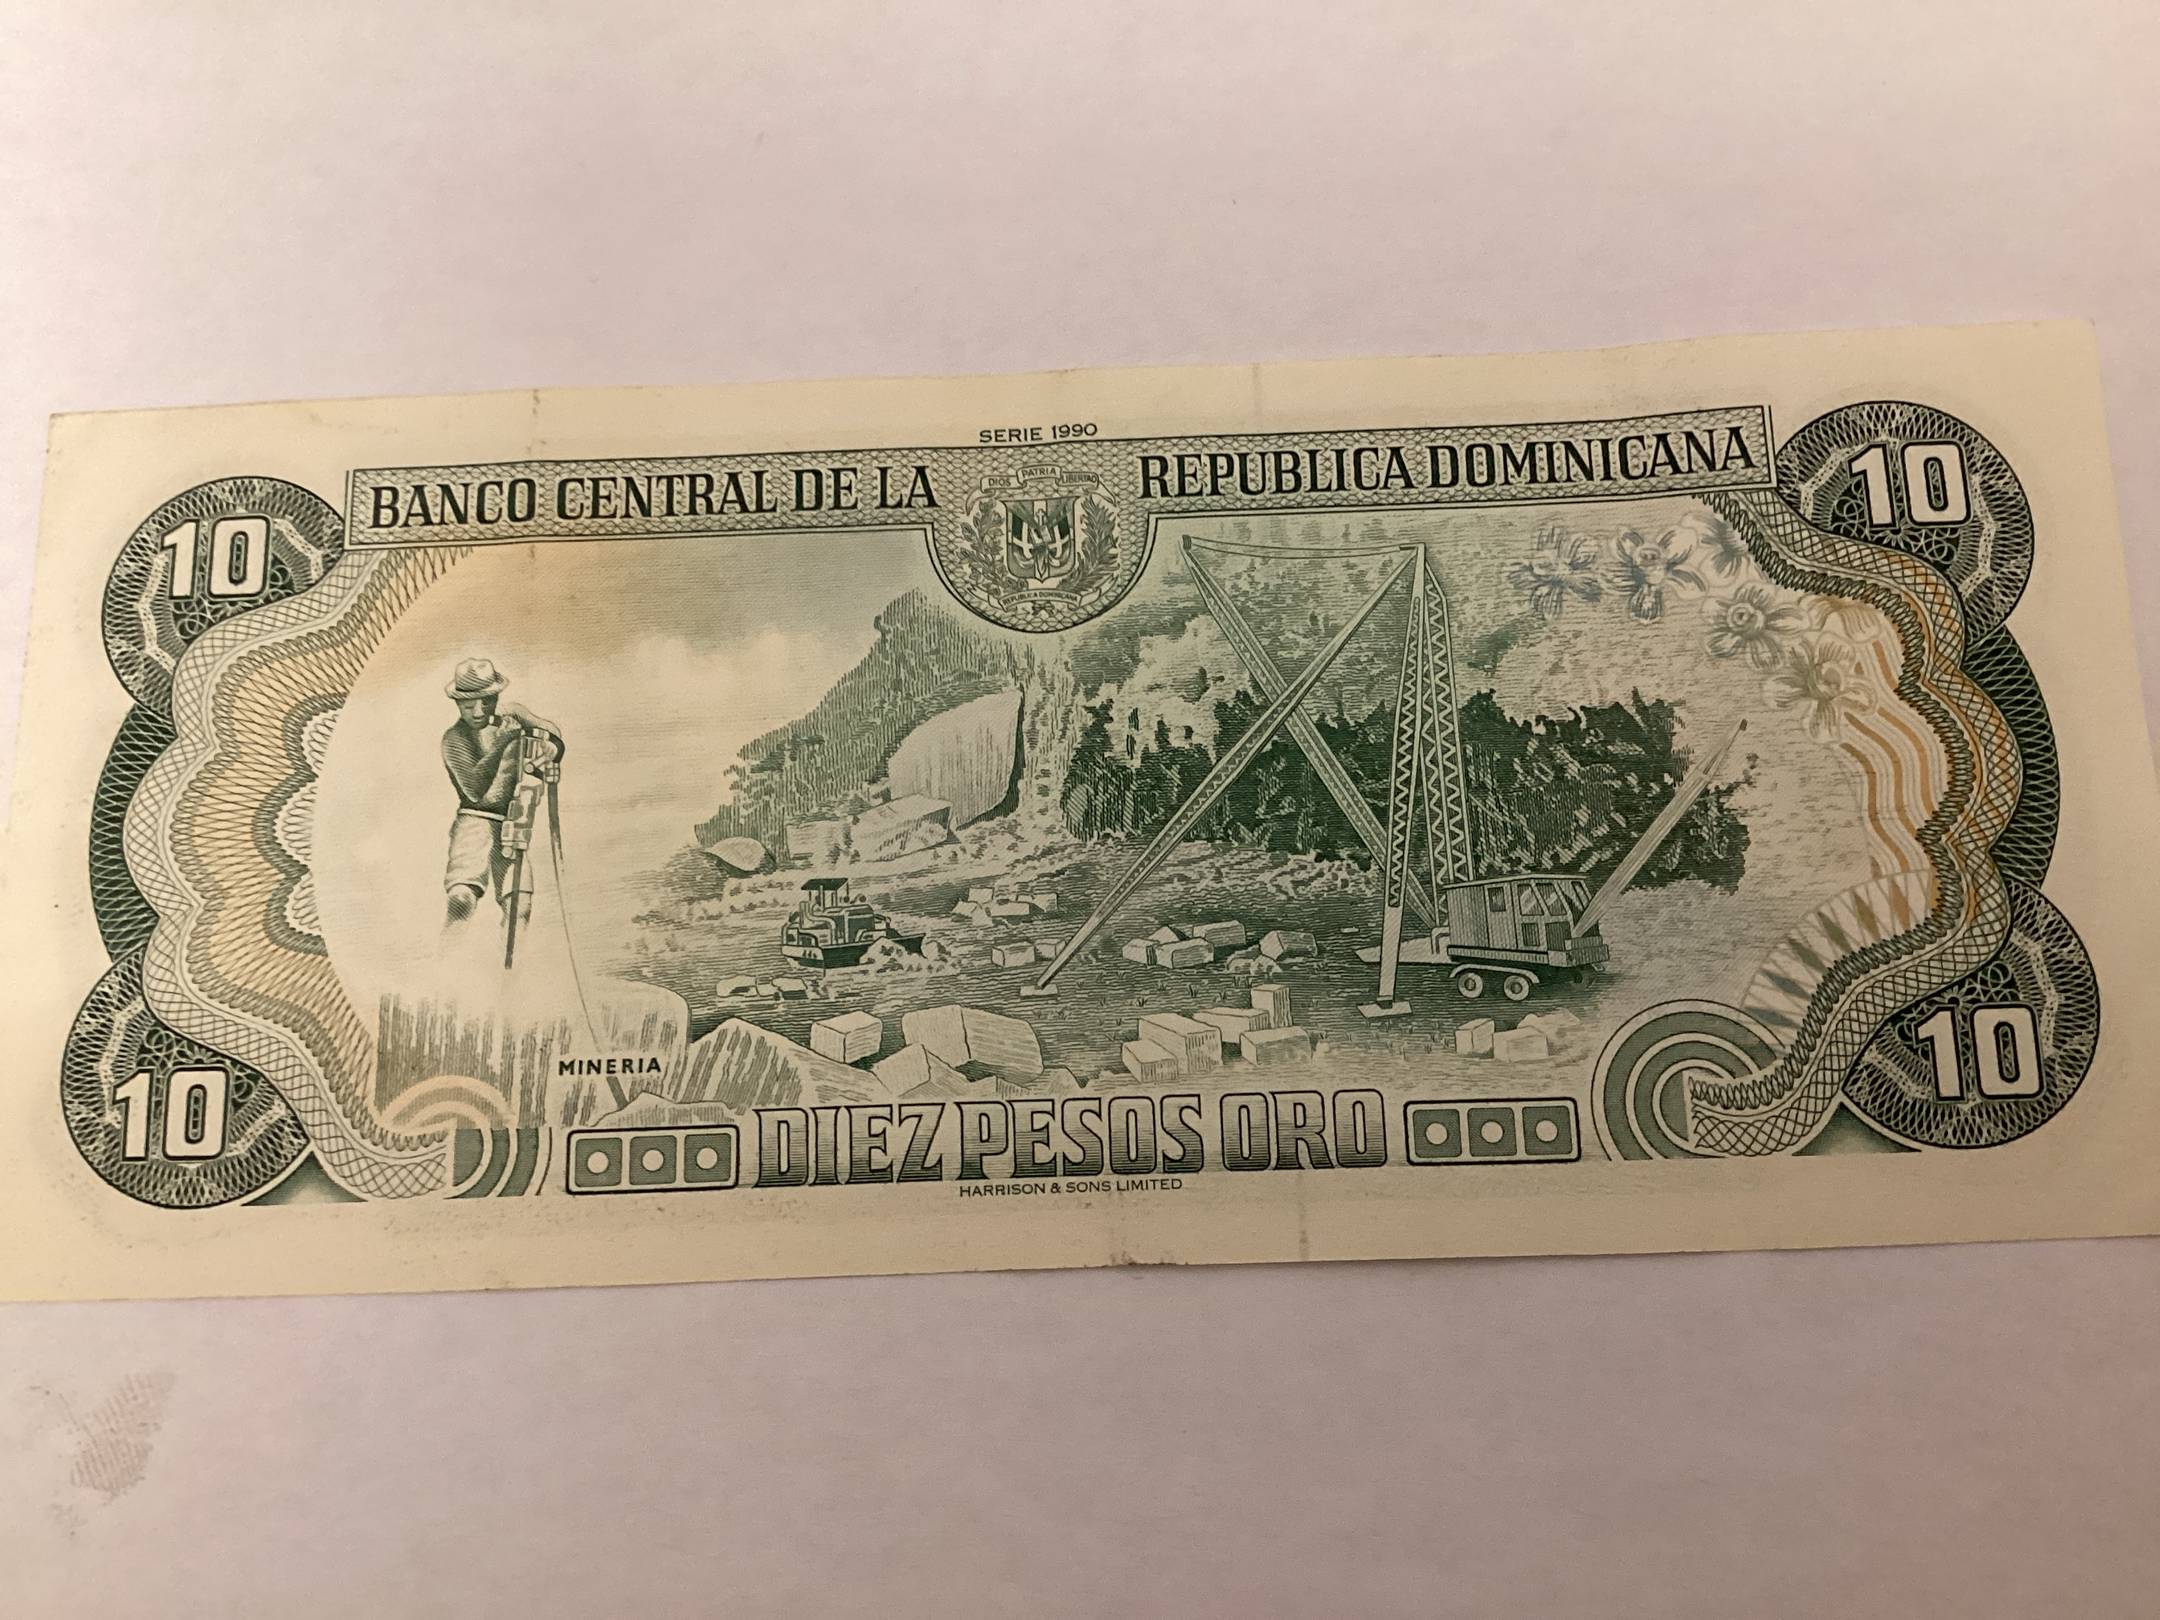 SERIE 1990
BANCO CENTRAL DE LA REPUBLICA DOMINICANA
DIOS PATRIA LIBERTAD
REPUBLICA DOMINICANA
10
10
MINERIA
10
10
DIEZ PESOS ORO
HARRISON & SONS LIMITED